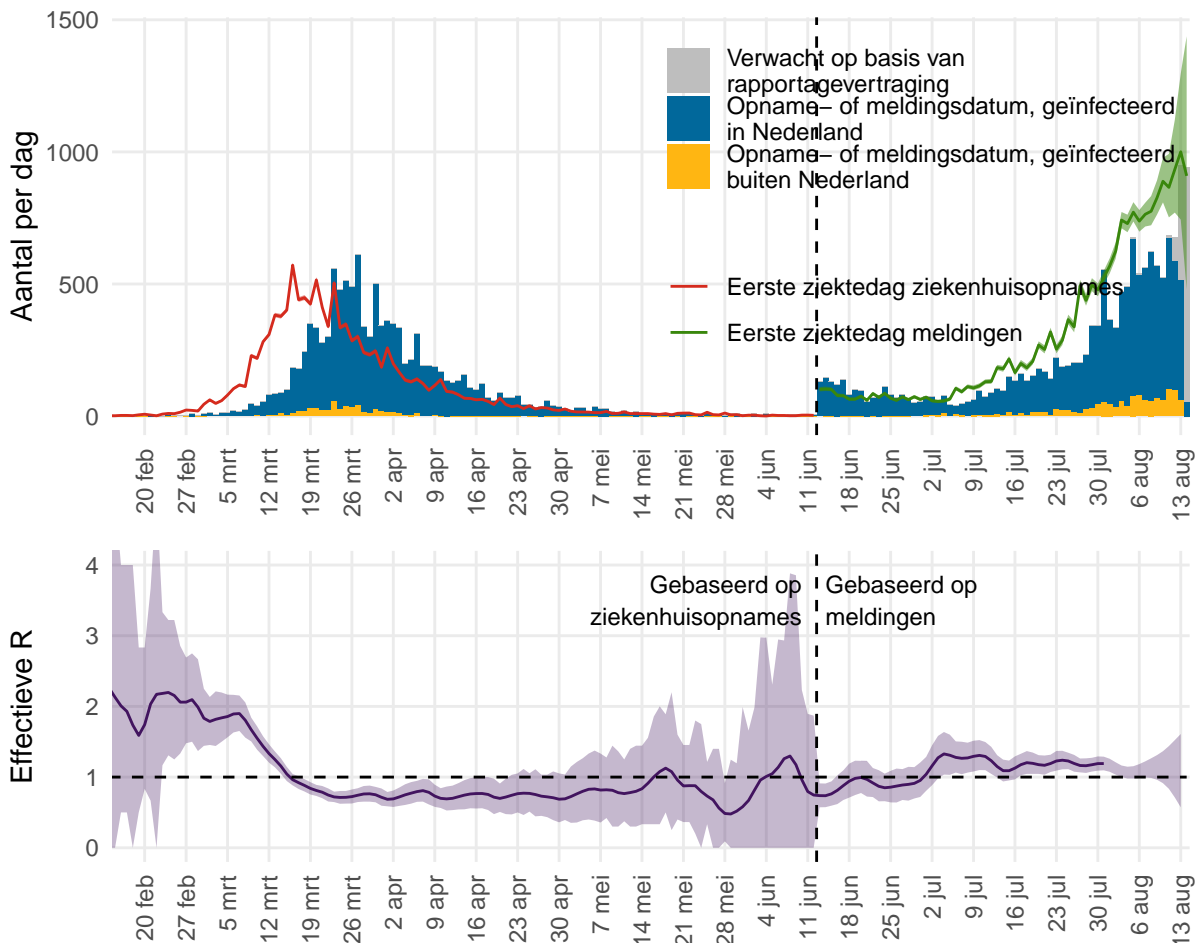 1500
1000
500
0
Aantal per dag
Verwacht op basis van
rapportagevertraging
Opname– of meldingsdatum, geïnfecteerd
in Nederland
Opname– of meldingsdatum, geïnfecteerd
buiten Nederland
Eerste ziektedag ziekenhuisopnames
Eerste ziektedag meldingen
20 feb
27 feb
5 mrt
12 mrt
19 mrt
26 mrt
2 apr
9 apr
16 apr
23 apr
30 apr
7 mei
14 mei
21 mei
28 mei
4 jun
11 jun
18 jun
25 jun
2 jul
9 jul
16 jul
23 jul
30 jul
6 aug
13 aug
4
3
2
1
0
Effectieve R
Gebaseerd op
ziekenhuisopnames
Gebaseerd op
meldingen
20 feb
27 feb
5 mrt
12 mrt
19 mrt
26 mrt
2 apr
9 apr
16 apr
23 apr
30 apr
7 mei
14 mei
21 mei
28 mei
4 jun
11 jun
18 jun
25 jun
2 jul
9 jul
16 jul
23 jul
30 jul
6 aug
13 aug